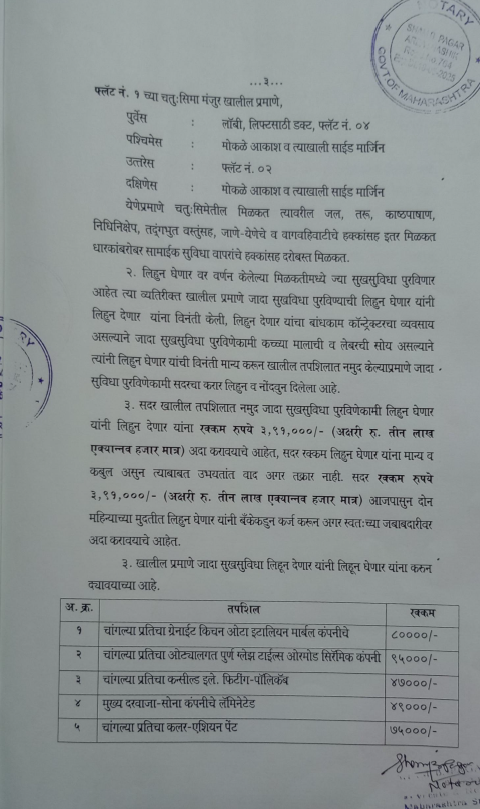 NOTARY
GOVT.OF MAHARASHTRA
...३...
फ्लॅट नं. १ च्या चतु:सिमा मंजुर खालील प्रमाणे,
पुर्वेस : लॉबी, लिफ्टसाठी डक्ट, फ्लॅट नं. ०४
पश्चिमेस : मोकळे आकाश व त्याखाली साईड मार्जिन
उत्तरेस : फ्लॅट नं. ०२
दक्षिणेस : मोकळे आकाश व त्याखाली साईड मार्जिन
येणेप्रमाणे चतु:सिमेतील मिळकत त्यावरील जल, तरू, काष्ठपाषाण,
निधिनिक्षेप, तद्ंगभुत वस्तुंसह, जाणे-येणेचे व वागवहिवाटीचे हक्कांसह इतर मिळकत
धारकांबरोबर सामाईक सुविधा वापरांचे हक्कांसह दरोबस्त मिळकत.
२. लिहुन घेणार वर वर्णन केलेल्या मिळकतीमध्ये ज्या सुखसुविधा पुरविणार
आहेत त्या व्यतिरीक्त खालील प्रमाणे जादा सुखविधा पुरविण्याची लिहुन घेणार यांनी
लिहुन देणार यांना विनंती केली, लिहुन देणार यांचा बांधकाम कॉन्ट्रेक्टरचा व्यवसाय
असल्याने जादा सुखसुविधा पुरविणेकामी कच्च्या मालाची व लेबरची सोय असल्याने
त्यांनी लिहुन घेणार यांची विनंती मान्य करून खालील तपशिलात नमुद केल्याप्रमाणे जादा
सुविधा पुरविणेकामी सदरचा करार लिहुन व नोंदवुन दिलेला आहे.
३. सदर खालील तपशिलात नमुद जादा सुखसुविधा पुरविणेकामी लिहुन घेणार
यांनी लिहुन देणार यांना रक्कम रुपये ३,९१,०००/- (अक्षरी रु. तीन लाख
एक्यान्नव हजार मात्र) अदा करावयाचे आहेत, सदर रक्कम लिहुन घेणार यांना मान्य व
कबुल असुन त्याबाबत उभयतांत वाद अगर तक्रार नाही. सदर रक्कम रुपये
३,९१,०००/- (अक्षरी रु. तीन लाख एक्यान्नव हजार मात्र) आजपासुन दोन
महिन्याच्या मुदतीत लिहुन घेणार यांनी बँकेकडुन कर्ज करून अगर स्वत:च्या जबाबदारीवर
अदा करावयाचे आहेत.
३. खालील प्रमाणे जादा सुखसुविधा लिहून देणार यांनी लिहून घेणार यांना करुन
द्यावयाच्या आहे.
अ. क्र. तपशिल रक्कम
१ चांगल्या प्रतिचा ग्रेनाईट किचन ओटा इटालियन मार्बल कंपनीचे ८००००/-
२ चांगल्या प्रतिचा ओट्यालगत पुर्ण ग्लेझ टाईल्स ओरमोड सिरॅमिक कंपनी ९५०००/-
३ चांगल्या प्रतिचा कन्सील्ड इले. फिटींग-पॉलिकॅब ४७०००/-
४ मुख्य दरवाजा-सोना कंपनीचे लॅमिनेटेड ४९०००/-
५ चांगल्या प्रतिचा कलर-एशियन पेंट ७५०००/-